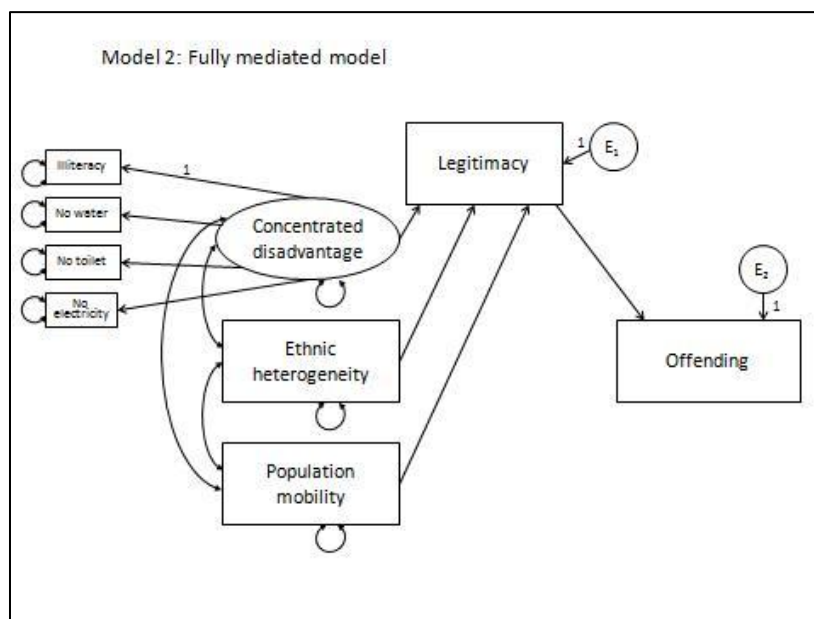 Model 2: Fully mediated model
Legitimacy
1
E₁
Illiteracy
1
No water
No toilet
No
electricity
Concentrated
disadvantage
E₂
1
Ethnic
heterogeneity
Offending
Population
mobility